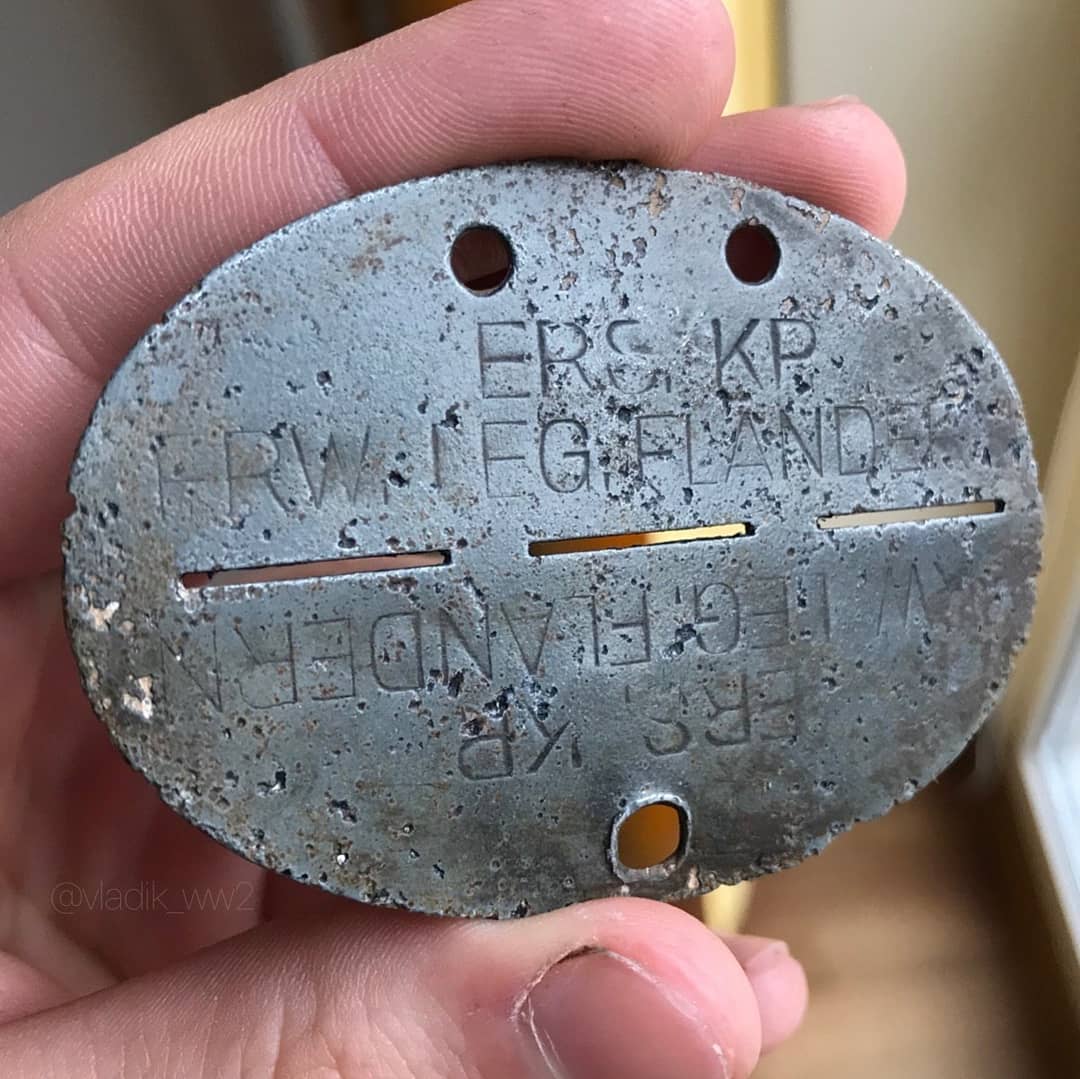 ERS. KP
FRW. LEG. FLANDERN
FRW. LEG. FLANDERN
ERS. KP
@vladik_ww2